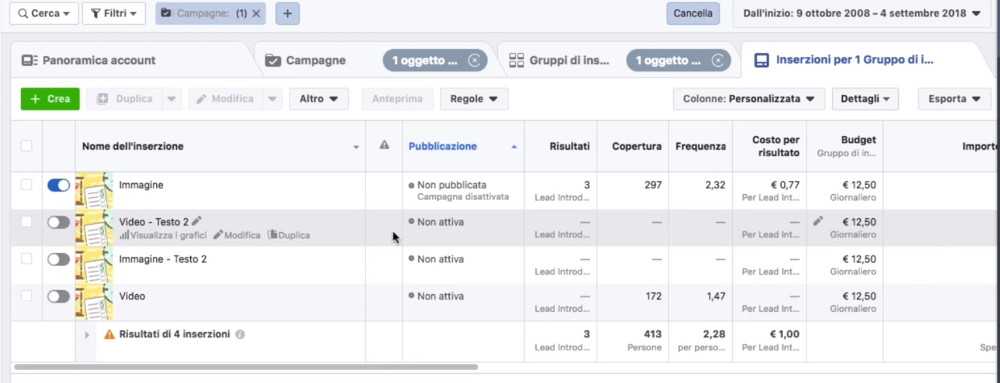 Cerca Filtri Campagne: (1) Cancella Dall'inizio: 9 ottobre 2008 – 4 settembre 2018
Panoramica account Campagne 1 oggetto ... Gruppi di ins... 1 oggetto ... Inserzioni per 1 Gruppo di i...
+ Crea Duplica Modifica Altro Anteprima Regole Colonne: Personalizzata Dettagli Esporta
Nome dell'inserzione Pubblicazione Risultati Copertura Frequenza Costo per risultato Budget Importo
Gruppo di in...
Immagine Non pubblicata 3 297 2,32 € 0,77 € 12,50
Campagna disattivata Lead Introd... Per Lead Int... Giornaliero
Video - Testo 2 Non attiva — — — — € 12,50
Visualizza i grafici Modifica Duplica Lead Introd... Per Lead Int... Giornaliero
Immagine - Testo 2 Non attiva — — — — € 12,50
Lead Introd... Per Lead Int... Giornaliero
Video Non attiva — 172 1,47 — € 12,50
Lead Introd... Per Lead Int... Giornaliero
Risultati di 4 inserzioni 3 413 2,28 € 1,00
Lead Introd... Persone per perso... Per Lead Int... Spe